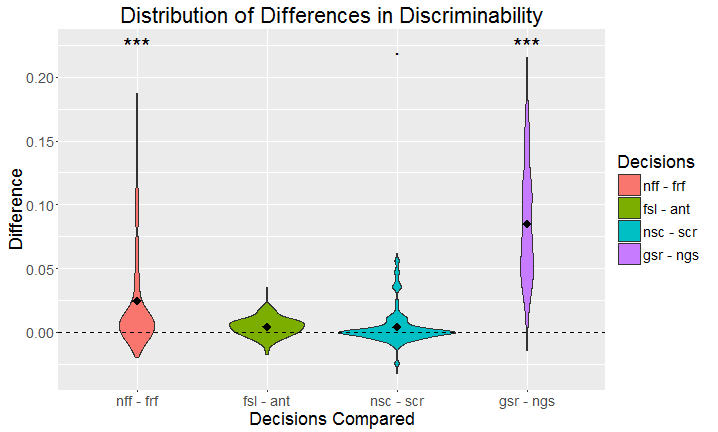 Distribution of Differences in Discriminability
***
***
Difference
0.20
0.15
0.10
0.05
0.00
nff - frf
fsl - ant
nsc - scr
gsr - ngs
Decisions Compared
Decisions
nff - frf
fsl - ant
nsc - scr
gsr - ngs